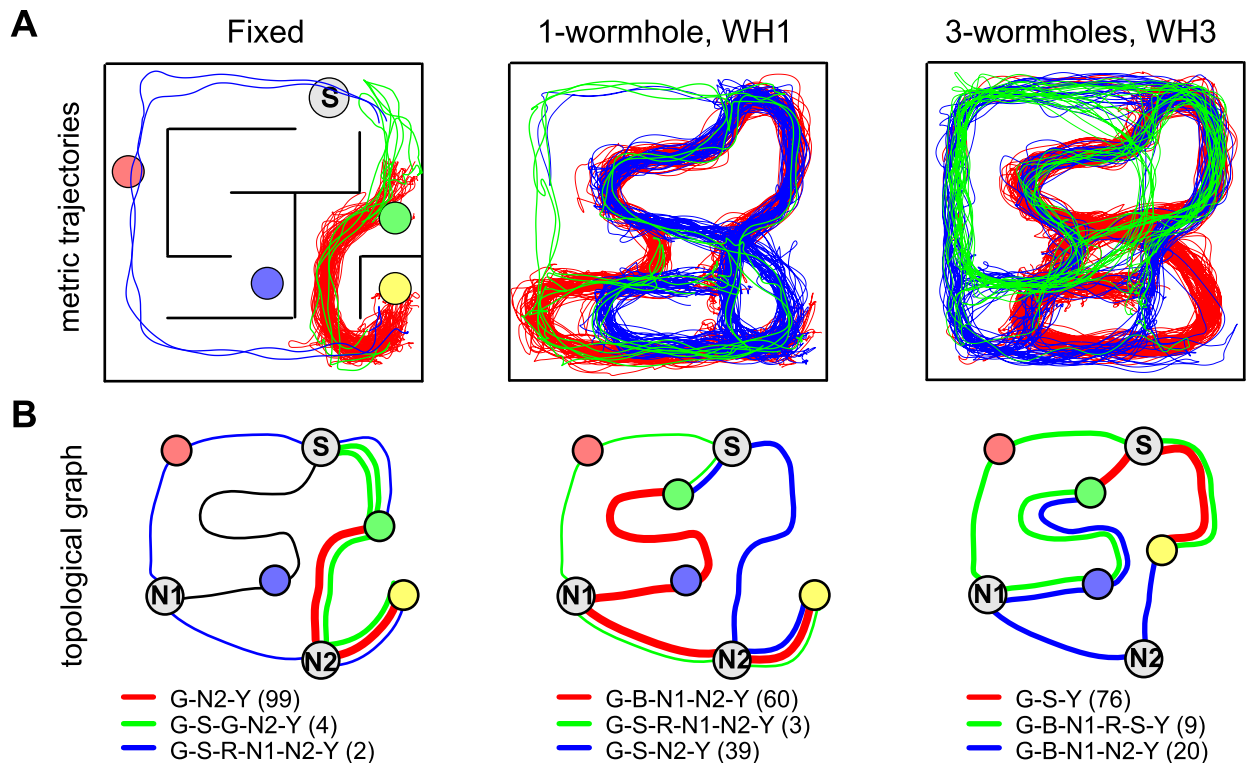 A
Fixed
1-wormhole, WH1
3-wormholes, WH3
metric trajectories
S
B
topological graph
S
N1
N2
S
N1
N2
S
N1
N2
G-N2-Y (99)
G-S-G-N2-Y (4)
G-S-R-N1-N2-Y (2)
G-B-N1-N2-Y (60)
G-S-R-N1-N2-Y (3)
G-S-N2-Y (39)
G-S-Y (76)
G-B-N1-R-S-Y (9)
G-B-N1-N2-Y (20)